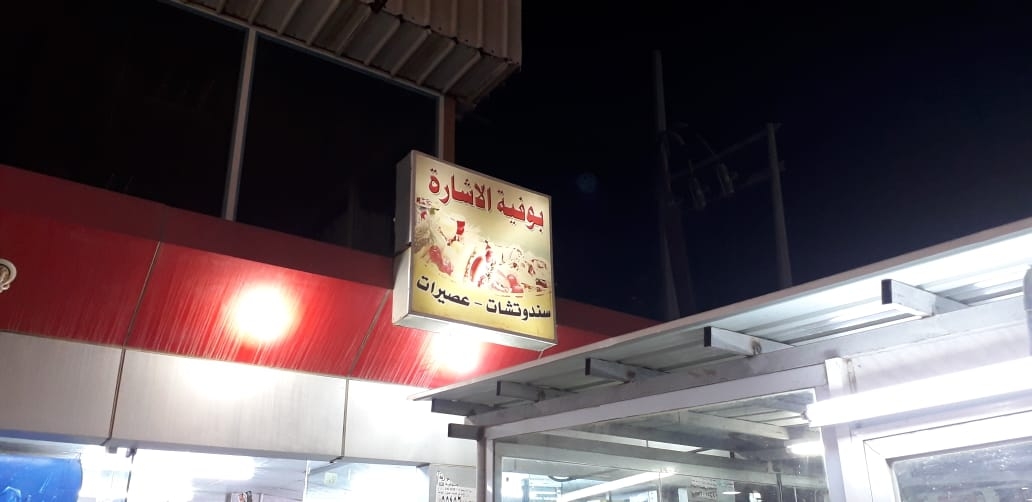 بوفية الاشارة
سندوتشات - عصيرات